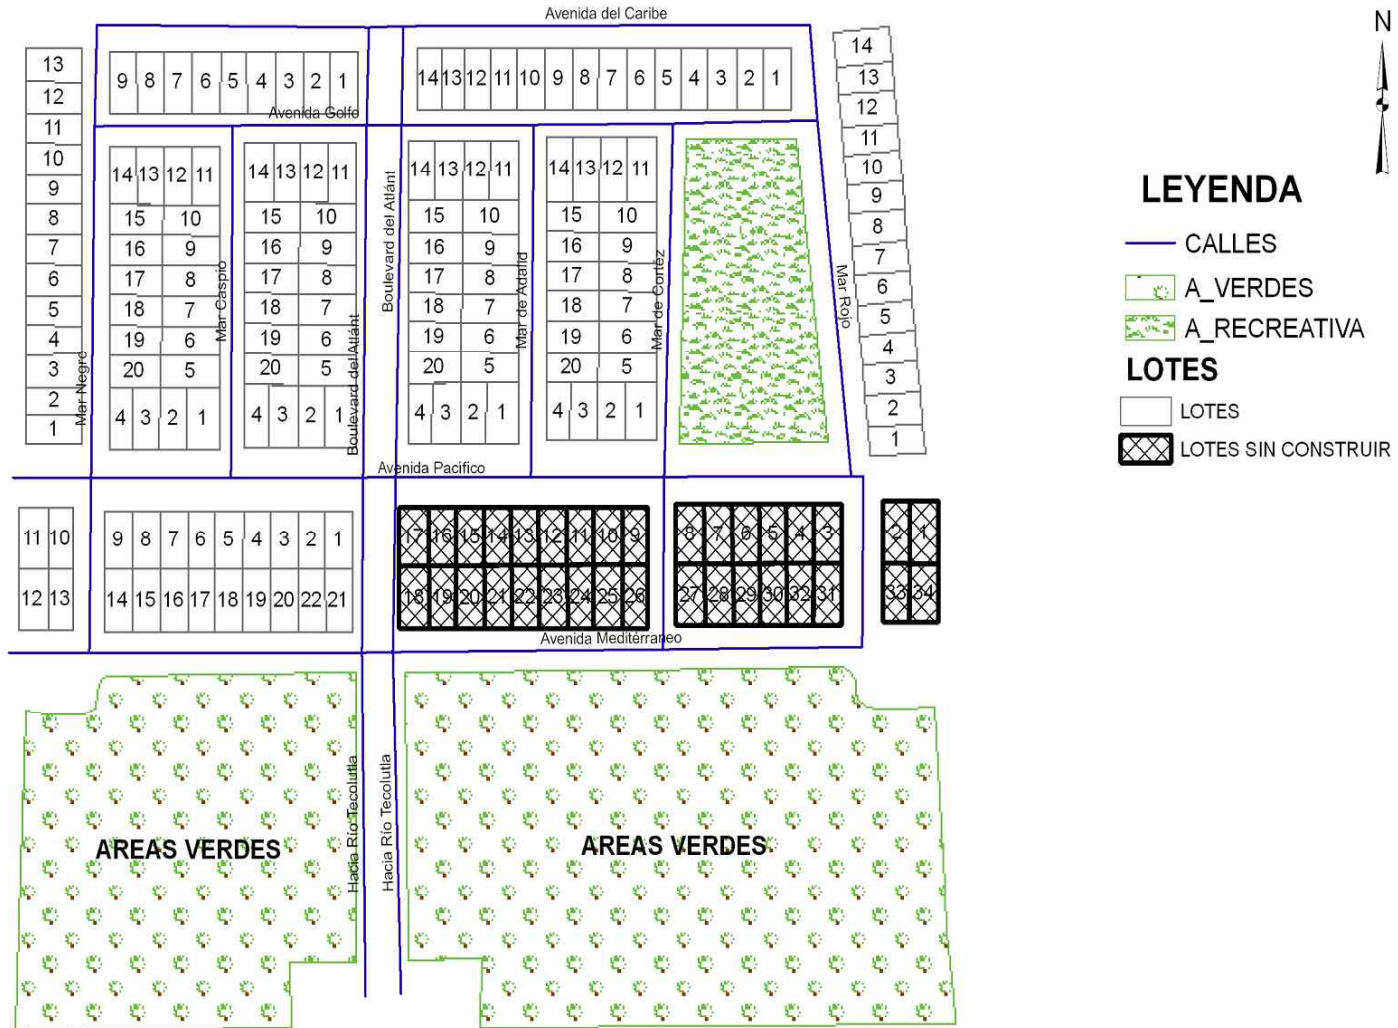 Avenida del Caribe
N
13
12
11
10
9
8
7
6
5
4
3
2
1
9 8 7 6 5 4 3 2 1
Avenida Golfo
14 13 12 11 10 9 8 7 6 5 4 3 2 1
14
13
12
11
10
9
8
7
6
5
4
3
2
1
14 13 12 11
15 10
16 9
17 8
18 7
19 6
20 5
4 3 2 1
14 13 12 11
15 10
16 9
17 8
18 7
19 6
20 5
4 3 2 1
14 13 12 11
15 10
16 9
17 8
18 7
19 6
20 5
4 3 2 1
14 13 12 11
15 10
16 9
17 8
18 7
19 6
20 5
4 3 2 1
Mar Negro
Mar Caspio
Boulevard del Atlánt
Boulevard del Atlánt
Mar de Adafid
Mar de Cortéz
Mar Rojo
Avenida Pacifico
11 10
12 13
9 8 7 6 5 4 3 2 1
14 15 16 17 18 19 20 22 21
17 16 15 14 13 12 11 10 9
18 19 20 21 22 23 24 25 26
8 7 6 5 4 3
27 28 29 30 32 31
2 1
33 34
Avenida Mediterraneo
AREAS VERDES
Hacia Río Tecolutla
Hacia Río Tecolutla
AREAS VERDES
LEYENDA
CALLES
A_VERDES
A_RECREATIVA
LOTES
LOTES
LOTES SIN CONSTRUIR